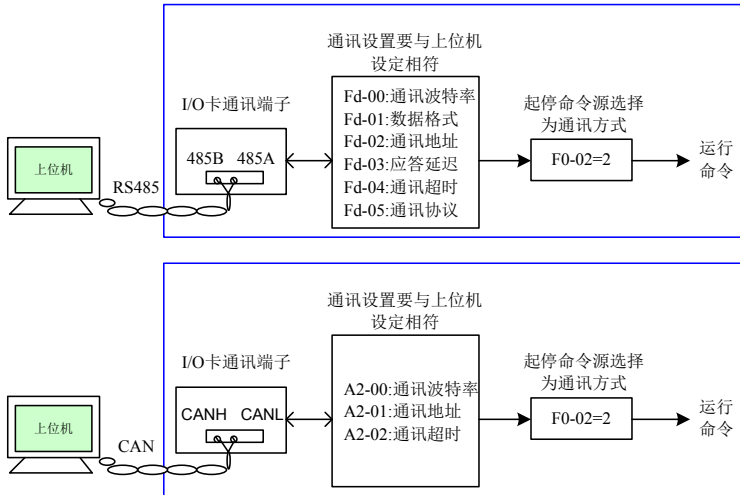 通讯设置要与上位机
设定相符
I/O卡通讯端子
Fd-00:通讯波特率
Fd-01:数据格式
Fd-02:通讯地址
Fd-03:应答延迟
Fd-04:通讯超时
Fd-05:通讯协议
起停命令源选择
为通讯方式
上位机
RS485
485B 485A
F0-02=2
运行
命令
通讯设置要与上位机
设定相符
I/O卡通讯端子
A2-00:通讯波特率
A2-01:通讯地址
A2-02:通讯超时
起停命令源选择
为通讯方式
上位机
CAN
CANH CANL
F0-02=2
运行
命令